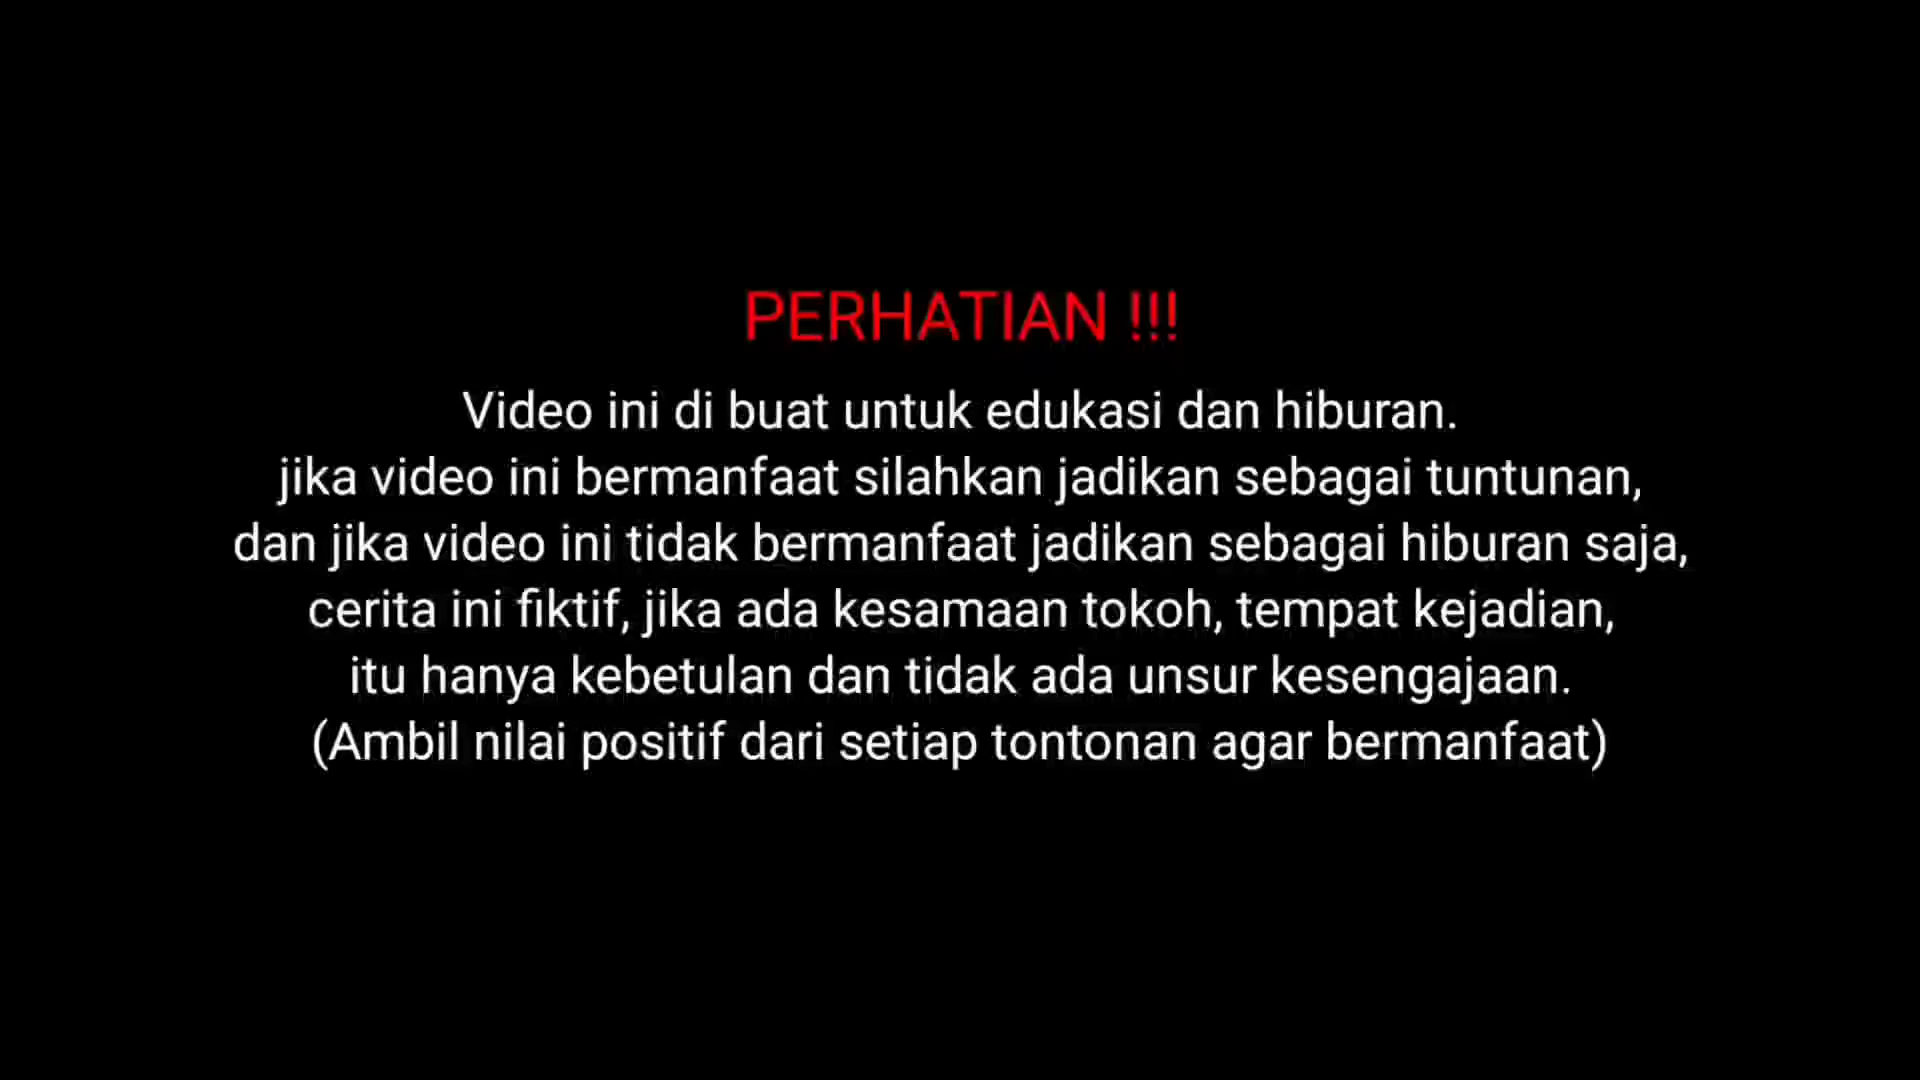 PERHATIAN !!!
Video ini di buat untuk edukasi dan hiburan.
jika video ini bermanfaat silahkan jadikan sebagai tuntunan,
dan jika video ini tidak bermanfaat jadikan sebagai hiburan saja,
cerita ini fiktif, jika ada kesamaan tokoh, tempat kejadian,
itu hanya kebetulan dan tidak ada unsur kesengajaan.
(Ambil nilai positif dari setiap tontonan agar bermanfaat)